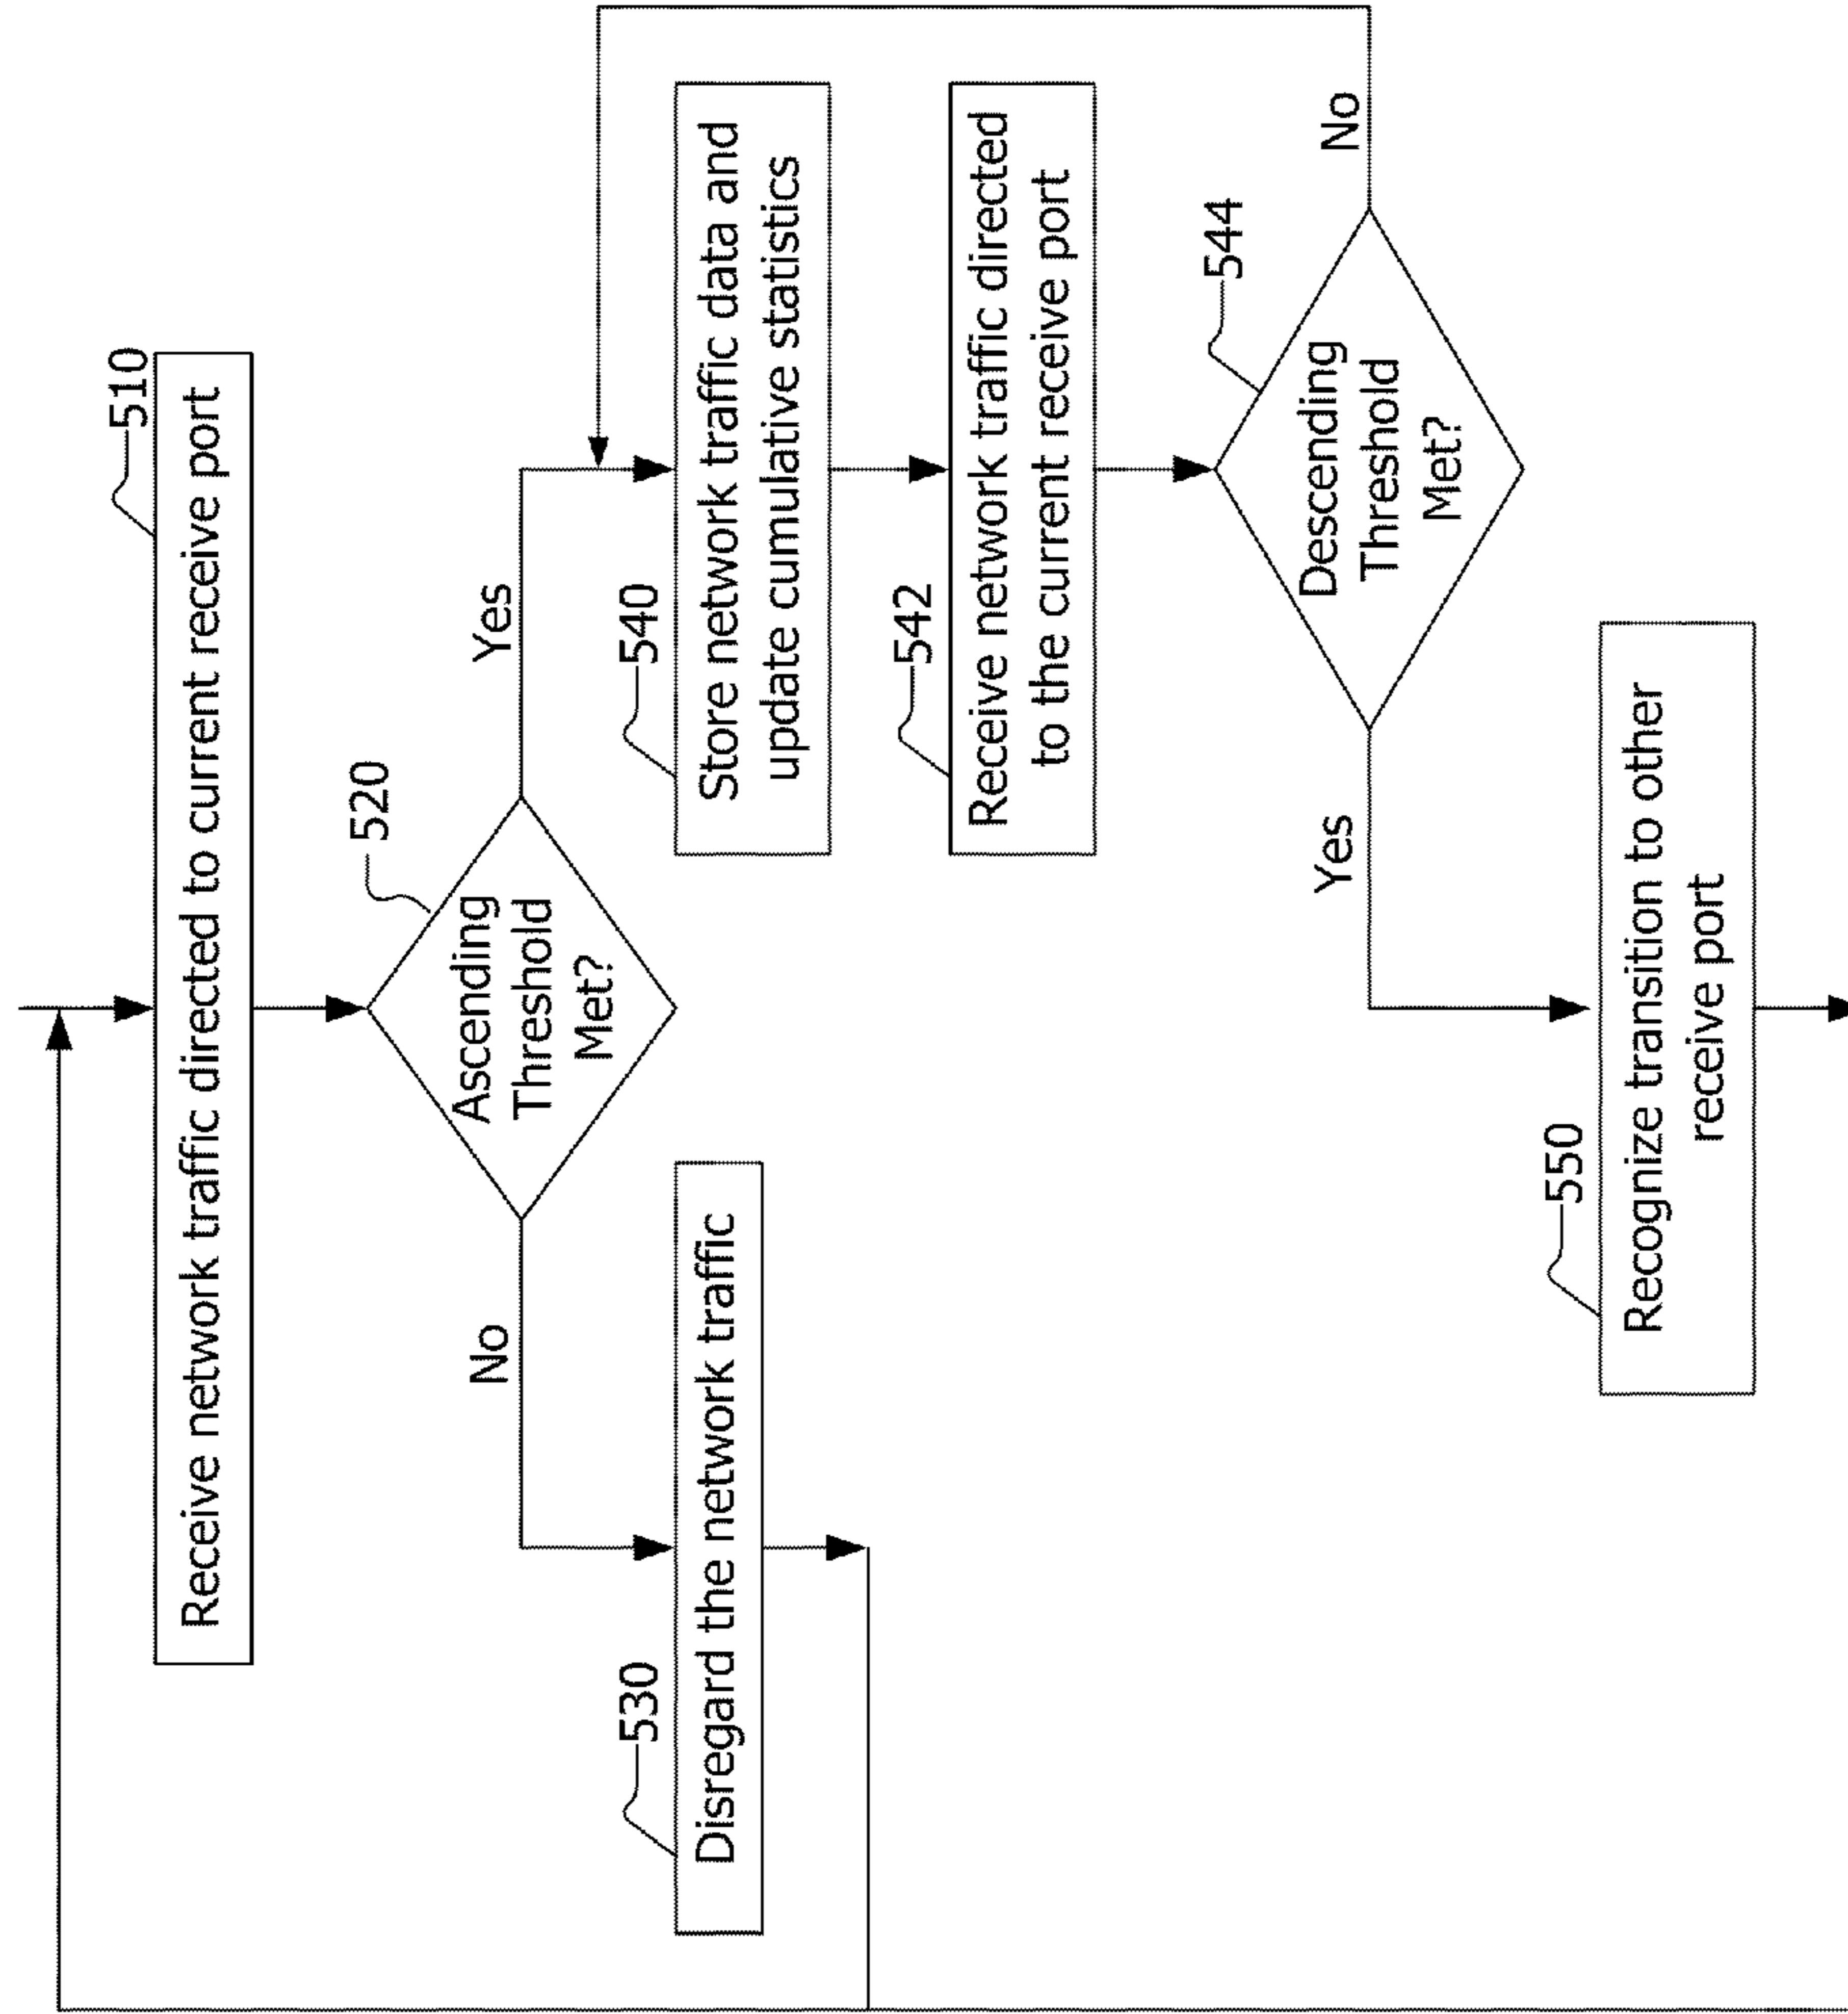 510
Receive network traffic directed to current receive port
520
Ascending
Threshold
Met?
No
Yes
530
Disregard the network traffic
540
Store network traffic data and
update cumulative statistics
542
Receive network traffic directed
to the current receive port
544
Descending
Threshold
Met?
Yes
No
550
Recognize transition to other
receive port